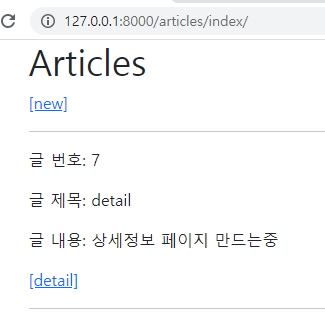 127.0.0.1:8000/articles/index/
Articles
[new]
글 번호: 7
글 제목: detail
글 내용: 상세정보 페이지 만드는중
[detail]